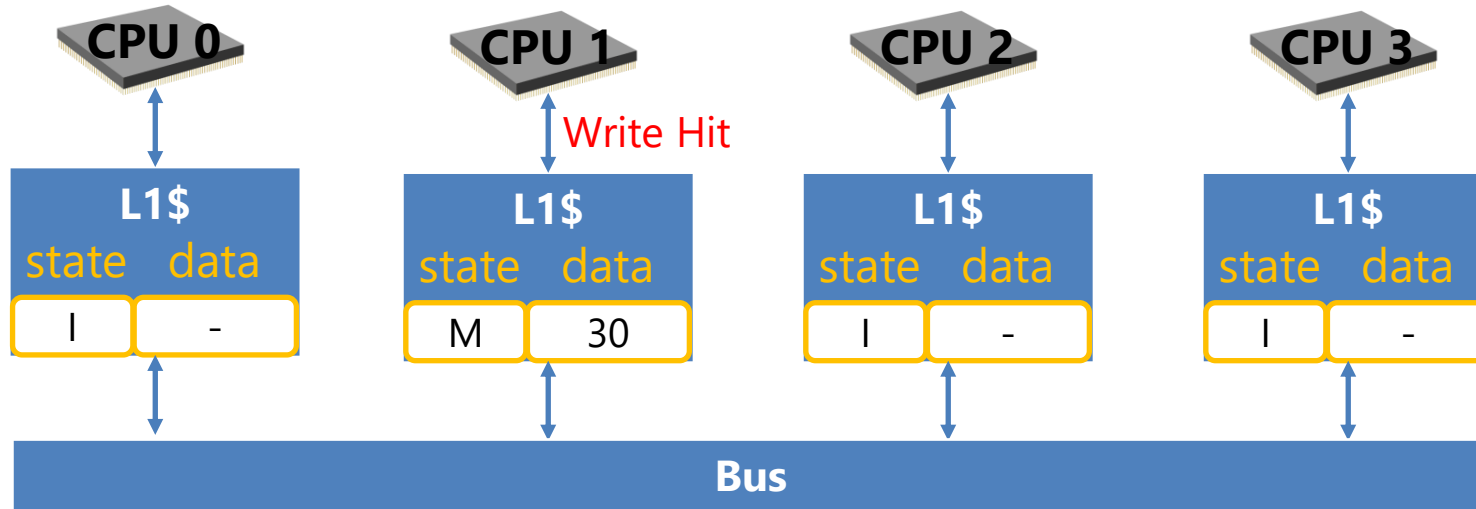 CPU 0 CPU 1 CPU 2 CPU 3
Write Hit
L1$ L1$ L1$ L1$
state data state data state data state data
I - M 30 I - I -
Bus